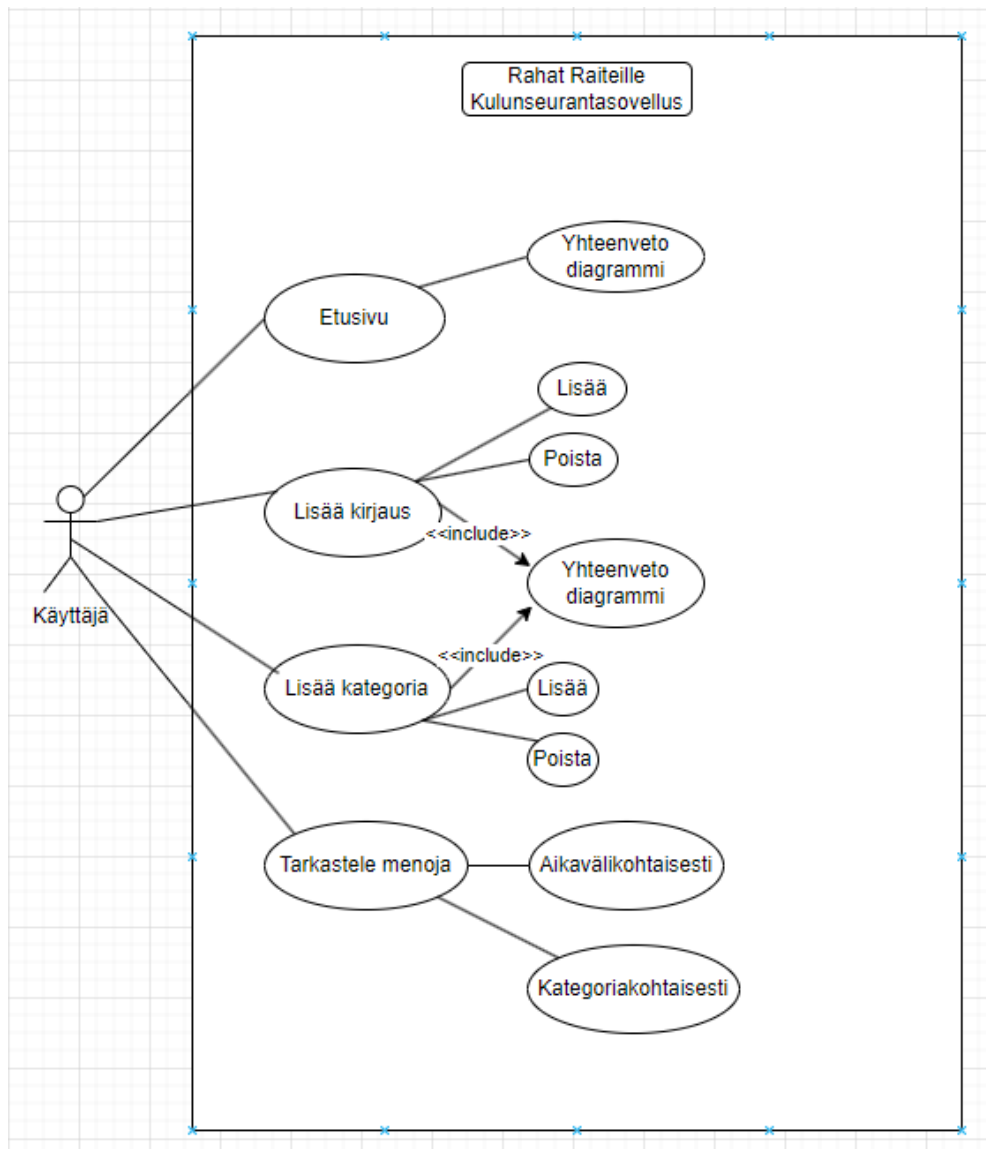 Rahat Raiteille
Kulunseurantasovellus
Yhteenveto
diagrammi
Etusivu
Lisää
Poista
Lisää kirjaus
<<include>>
Yhteenveto
diagrammi
Käyttäjä
<<include>>
Lisää kategoria
Lisää
Poista
Tarkastele menoja
Aikavälikohtaisesti
Kategoriakohtaisesti